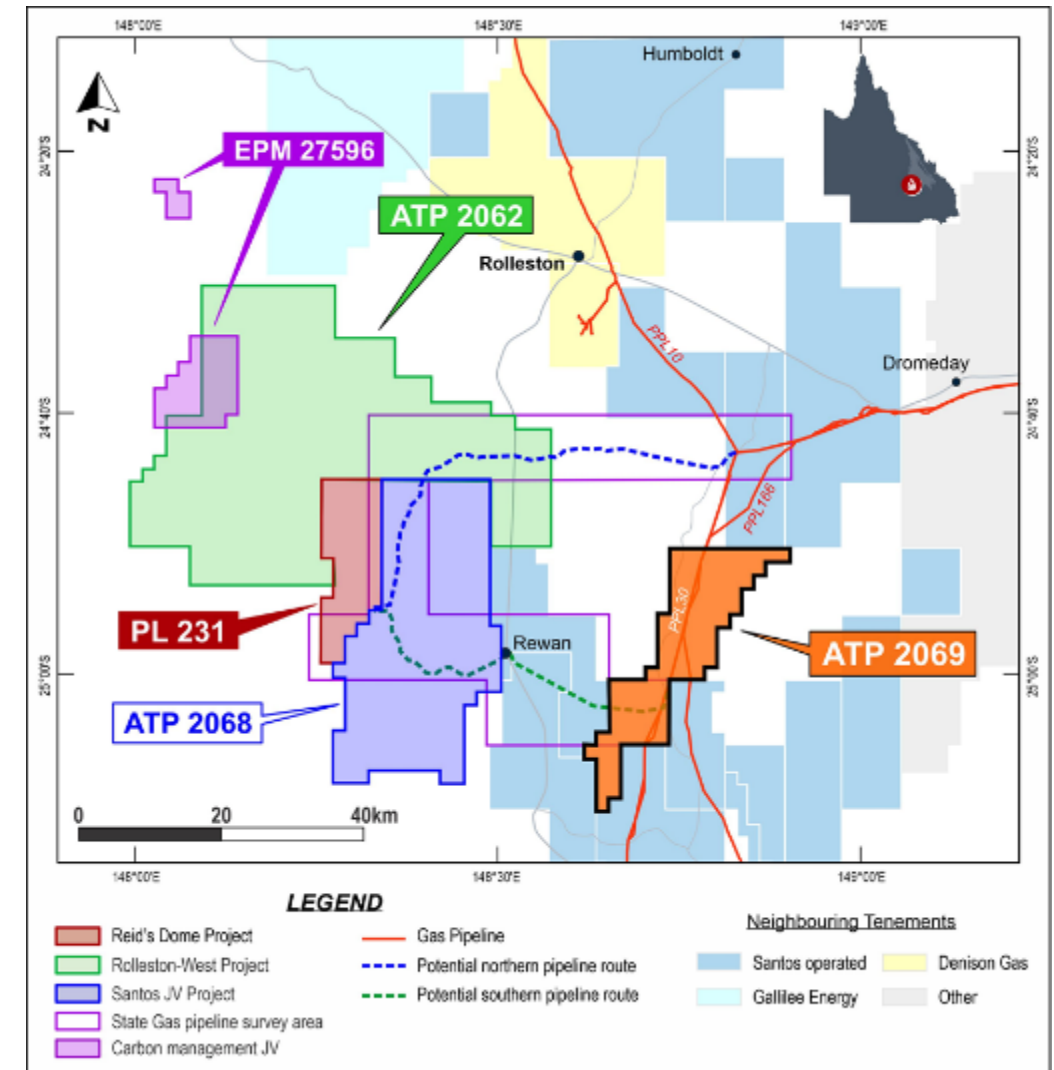 148°00'E
148°30'E
149°00'E
Humboldt
N
24°20'S
24°20'S
EPM 27596
ATP 2062
Rolleston
PPL10
Dromeday
24°40'S
24°40'S
PPL166
PL 231
PPL30
Rewan
ATP 2069
25°00'S
25°00'S
ATP 2068
0 20 40km
148°00'E
148°30'E
149°00'E
LEGEND
Reid's Dome Project
Rolleston-West Project
Santos JV Project
State Gas pipeline survey area
Carbon management JV
Gas Pipeline
Potential northern pipeline route
Potential southern pipeline route
Neighbouring Tenements
Santos operated
Denison Gas
Gallilee Energy
Other